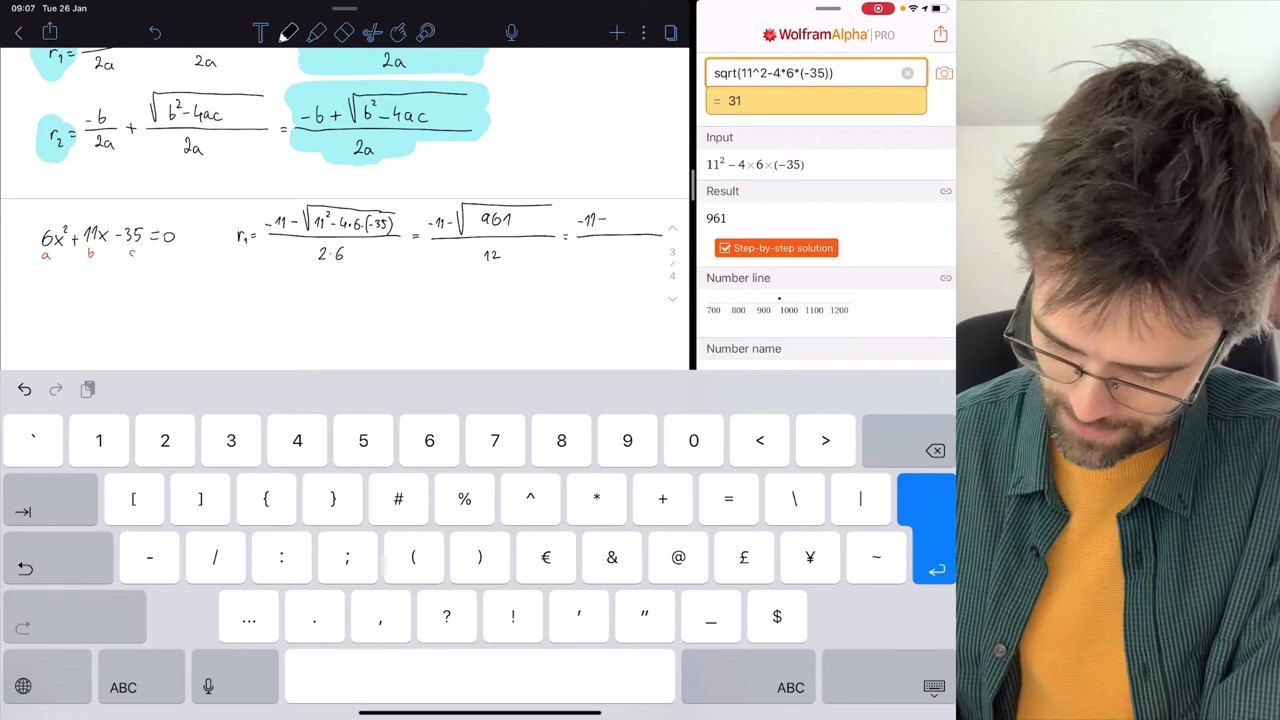 09:07 Tue 26 Jan
r₁ =
2a 2a 2a
r₂ = -b/2a + √(b²-4ac)/2a = (-b + √(b²-4ac))/2a
6x² + 11x -35 = 0
a b c
r₁ = (-11 - √(11²-4·6·(-35)))/(2·6) = (-11 - √961)/12 = -11 -
3
/
4
WolframAlpha PRO
sqrt(11^2-4*6*(-35))
= 31
Input
11² − 4×6×(−35)
Result
961
Step-by-step solution
Number line
700 800 900 1000 1100 1200
Number name
` 1 2 3 4 5 6 7 8 9 0 < >
[ ] { } # % ^ * + = \ |
- / : ; ( ) € & @ £ ¥ ~
... . , ? ! ' " _ $
ABC ABC